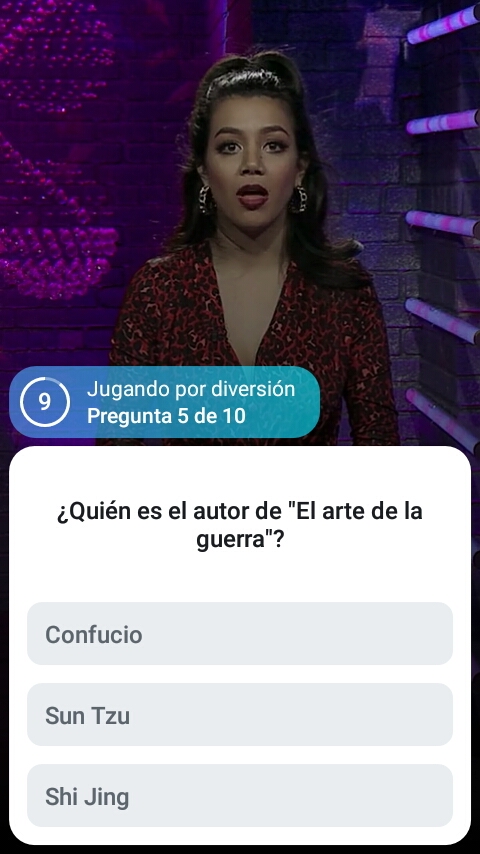 9
Jugando por diversión
Pregunta 5 de 10
¿Quién es el autor de "El arte de la
guerra"?
Confucio
Sun Tzu
Shi Jing